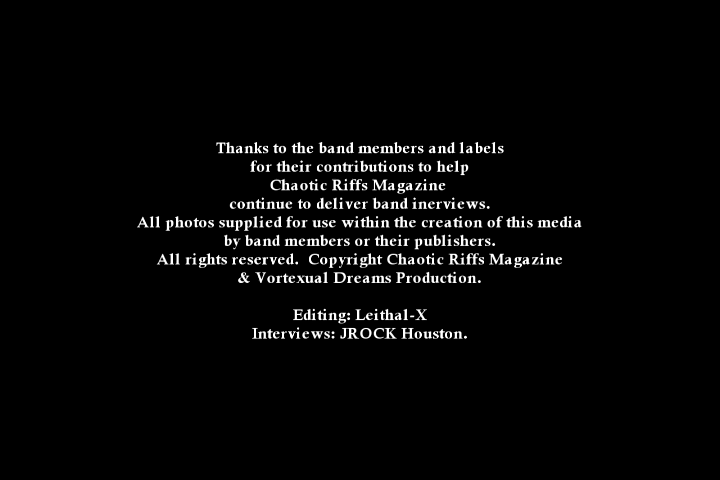 Thanks to the band members and labels
for their contributions to help
Chaotic Riffs Magazine
continue to deliver band inerviews.
All photos supplied for use within the creation of this media
by band members or their publishers.
All rights reserved.  Copyright Chaotic Riffs Magazine
& Vortexual Dreams Production.
Editing: Leithal-X
Interviews: JROCK Houston.